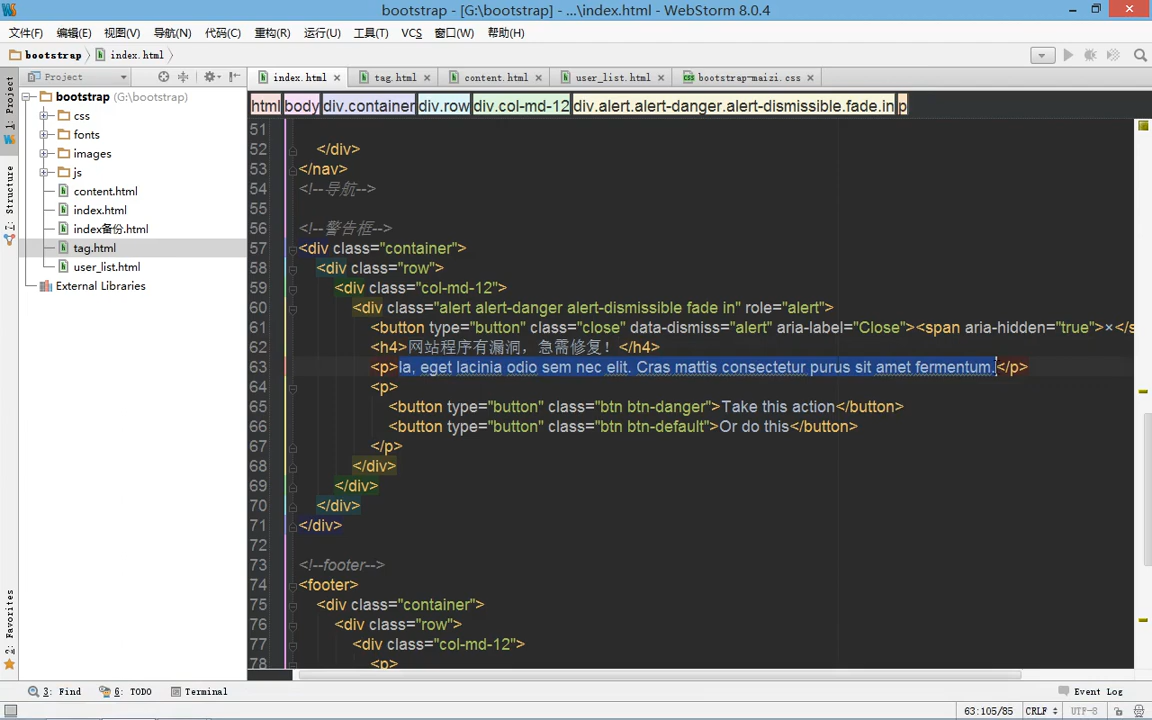 bootstrap - [G:\bootstrap] - ...\index.html - WebStorm 8.0.4
文件(F) 编辑(E) 视图(V) 导航(N) 代码(C) 重构(R) 运行(U) 工具(T) VCS 窗口(W) 帮助(H)
bootstrap index.html
Project
index.html tag.html content.html user_list.html bootstrap-maizi.css
1: Project
2: Structure
2: Favorites
bootstrap (G:\bootstrap)
css
fonts
images
js
content.html
index.html
index备份.html
tag.html
user_list.html
External Libraries
html body div.container div.row div.col-md-12 div.alert.alert-danger.alert-dismissible.fade.in p
51
52 </div>
53 </nav>
54 <!--导航-->
55
56 <!--警告框-->
57 <div class="container">
58 <div class="row">
59 <div class="col-md-12">
60 <div class="alert alert-danger alert-dismissible fade in" role="alert">
61 <button type="button" class="close" data-dismiss="alert" aria-label="Close"><span aria-hidden="true">×</s
62 <h4>网站程序有漏洞，急需修复！</h4>
63 <p>la, eget lacinia odio sem nec elit. Cras mattis consectetur purus sit amet fermentum.</p>
64 <p>
65 <button type="button" class="btn btn-danger">Take this action</button>
66 <button type="button" class="btn btn-default">Or do this</button>
67 </p>
68 </div>
69 </div>
70 </div>
71 </div>
72
73 <!--footer-->
74 <footer>
75 <div class="container">
76 <div class="row">
77 <div class="col-md-12">
78 <p>
3: Find 6: TODO Terminal Event Log
63:105/85 CRLF UTF-8